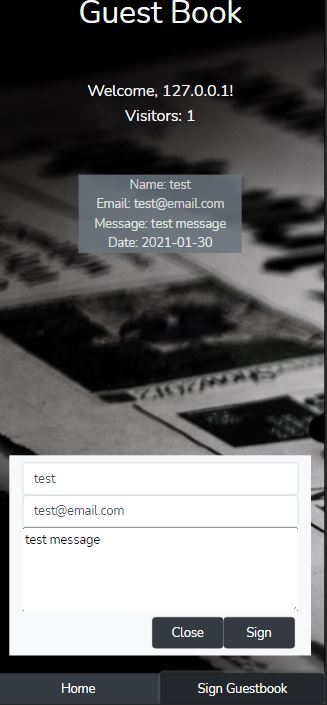 Guest Book
Welcome, 127.0.0.1!
Visitors: 1
Name: test
Email: test@email.com
Message: test message
Date: 2021-01-30
test
test@email.com
test message
Close Sign
Home Sign Guestbook